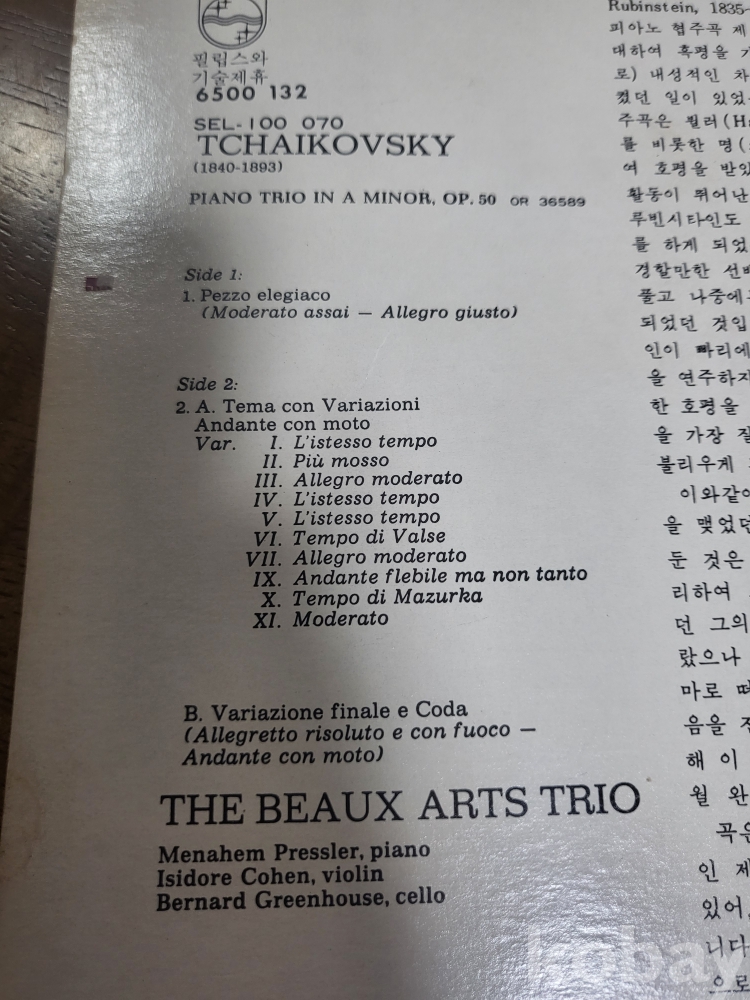 필립스와
기술제휴
6500 132
SEL-100 070
TCHAIKOVSKY
(1840-1893)
PIANO TRIO IN A MINOR, OP. 50 OR 36589
Side 1:
1. Pezzo elegiaco
(Moderato assai — Allegro giusto)
Side 2:
2. A. Tema con Variazioni
Andante con moto
Var. I. L'istesso tempo
II. Più mosso
III. Allegro moderato
IV. L'istesso tempo
V. L'istesso tempo
VI. Tempo di Valse
VII. Allegro moderato
IX. Andante flebile ma non tanto
X. Tempo di Mazurka
XI. Moderato
B. Variazione finale e Coda
(Allegretto risoluto e con fuoco —
Andante con moto)
THE BEAUX ARTS TRIO
Menahem Pressler, piano
Isidore Cohen, violin
Bernard Greenhouse, cello
Rubinstein, 1835-
피아노 협주곡 제
대하여 혹평을
로) 내성적인 차
켰던 일이 있었
주곡은 뷜러(H
를 비롯한 명(
여 호평을 받았
활동이 뛰어난
루빈시타인도
를 하게 되었
경할만한 선배
풀고 나중에
되었던 것입
인이 파리에
을 연주하지
한 호평을
을 가장 잘
불리우게
이와같이
을 맺었던
둔 것은
리하여
던 그의
랐으나
마로 떠
음을
해 이
월 완
곡은
인 제
있어,
니다
으로
kobay